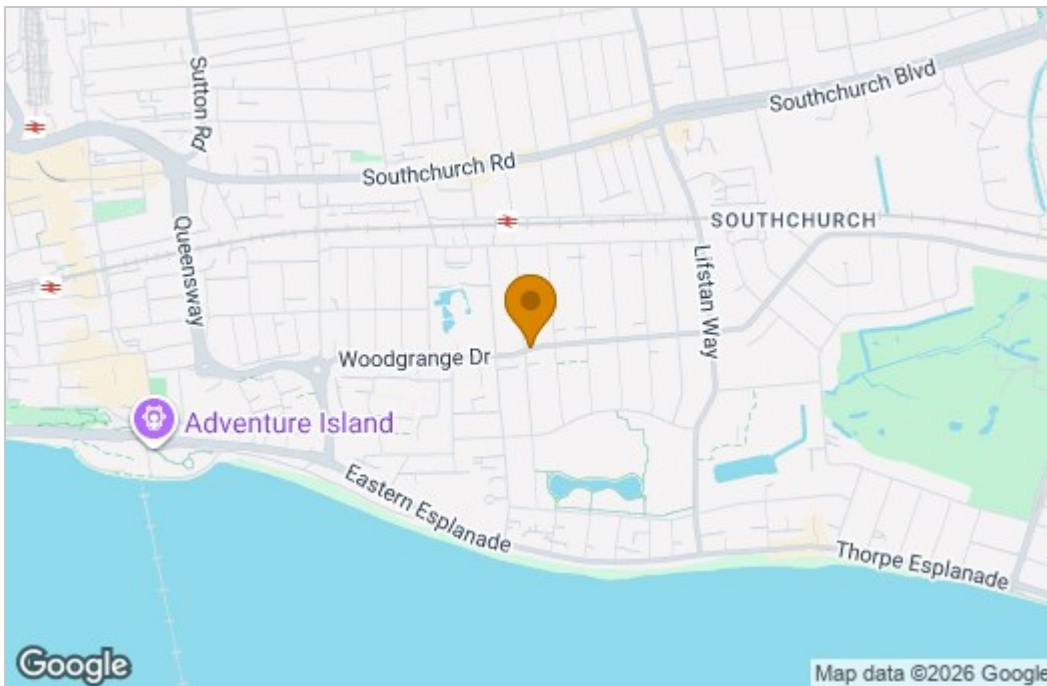 Sutton Rd
Southchurch Blvd
Southchurch Rd
SOUTHCHURCH
Queensway
Lifstan Way
Woodgrange Dr
Adventure Island
Eastern Esplanade
Thorpe Esplanade
Google
Map data ©2026 Google